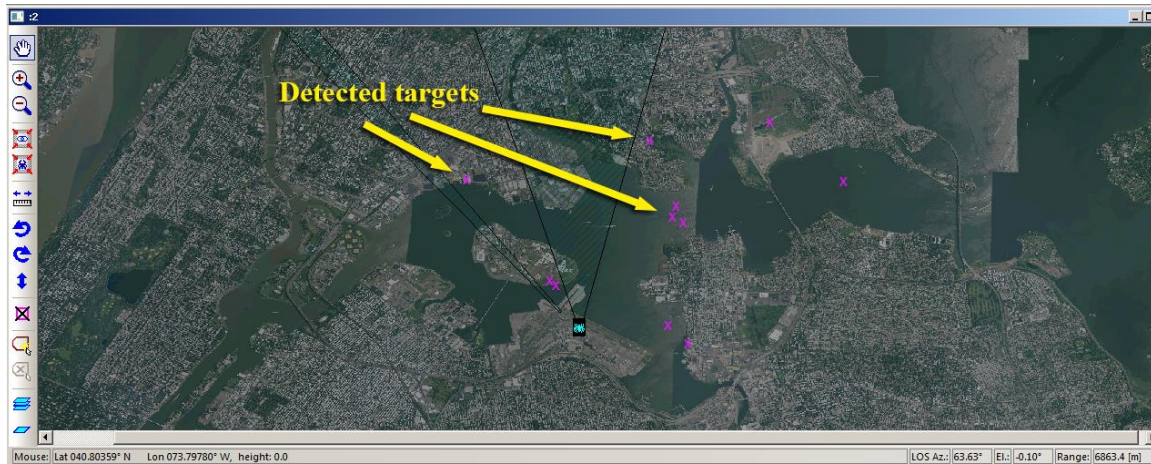 :2
Detected targets
X
X
X
X
X
X
X
X
X
X
X
Mouse: Lat 040.80359° N Lon 073.79780° W, height: 0.0 LOS Az.: 63.63° El.: -0.10° Range: 6863.4 [m]